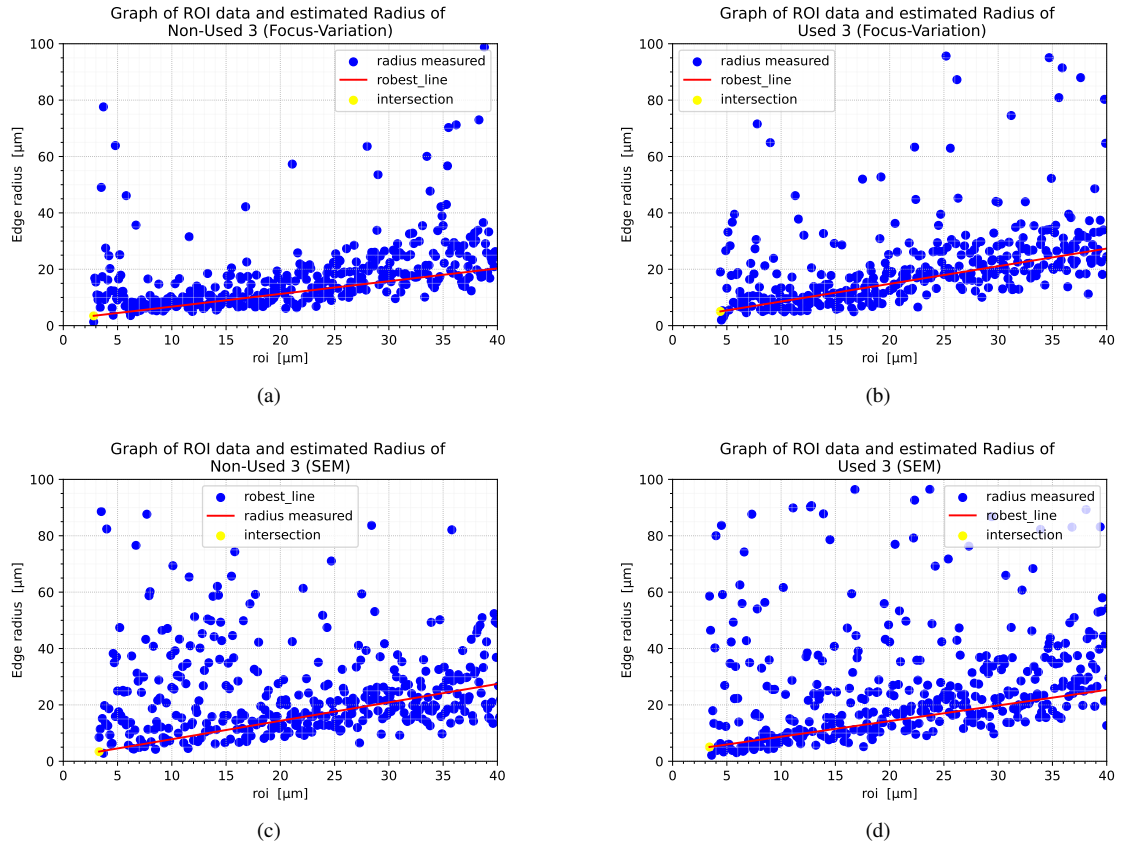 Graph of ROI data and estimated Radius of
Non-Used 3 (Focus-Variation)
100
80
60
40
20
0
Edge radius [μm]
radius measured
robest_line
intersection
0 5 10 15 20 25 30 35 40
roi [μm]
(a)
Graph of ROI data and estimated Radius of
Used 3 (Focus-Variation)
100
80
60
40
20
0
Edge radius [μm]
radius measured
robest_line
intersection
0 5 10 15 20 25 30 35 40
roi [μm]
(b)
Graph of ROI data and estimated Radius of
Non-Used 3 (SEM)
100
80
60
40
20
0
Edge radius [μm]
robest_line
radius measured
intersection
0 5 10 15 20 25 30 35 40
roi [μm]
(c)
Graph of ROI data and estimated Radius of
Used 3 (SEM)
100
80
60
40
20
0
Edge radius [μm]
radius measured
robest_line
intersection
0 5 10 15 20 25 30 35 40
roi [μm]
(d)